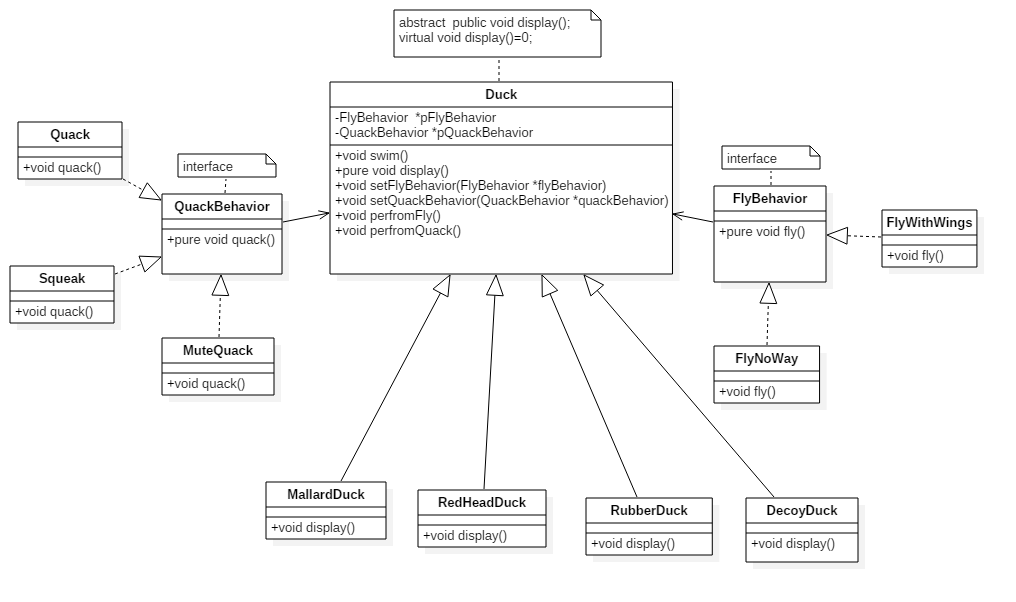 abstract  public void display();
virtual void display()=0;
Duck
-FlyBehavior  *pFlyBehavior
-QuackBehavior *pQuackBehavior
+void swim()
+pure void display()
+void setFlyBehavior(FlyBehavior *flyBehavior)
+void setQuackBehavior(QuackBehavior *quackBehavior)
+void perfromFly()
+void perfromQuack()
Quack
+void quack()
interface
QuackBehavior
+pure void quack()
Squeak
+void quack()
MuteQuack
+void quack()
interface
FlyBehavior
+pure void fly()
FlyWithWings
+void fly()
FlyNoWay
+void fly()
MallardDuck
+void display()
RedHeadDuck
+void display()
RubberDuck
+void display()
DecoyDuck
+void display()